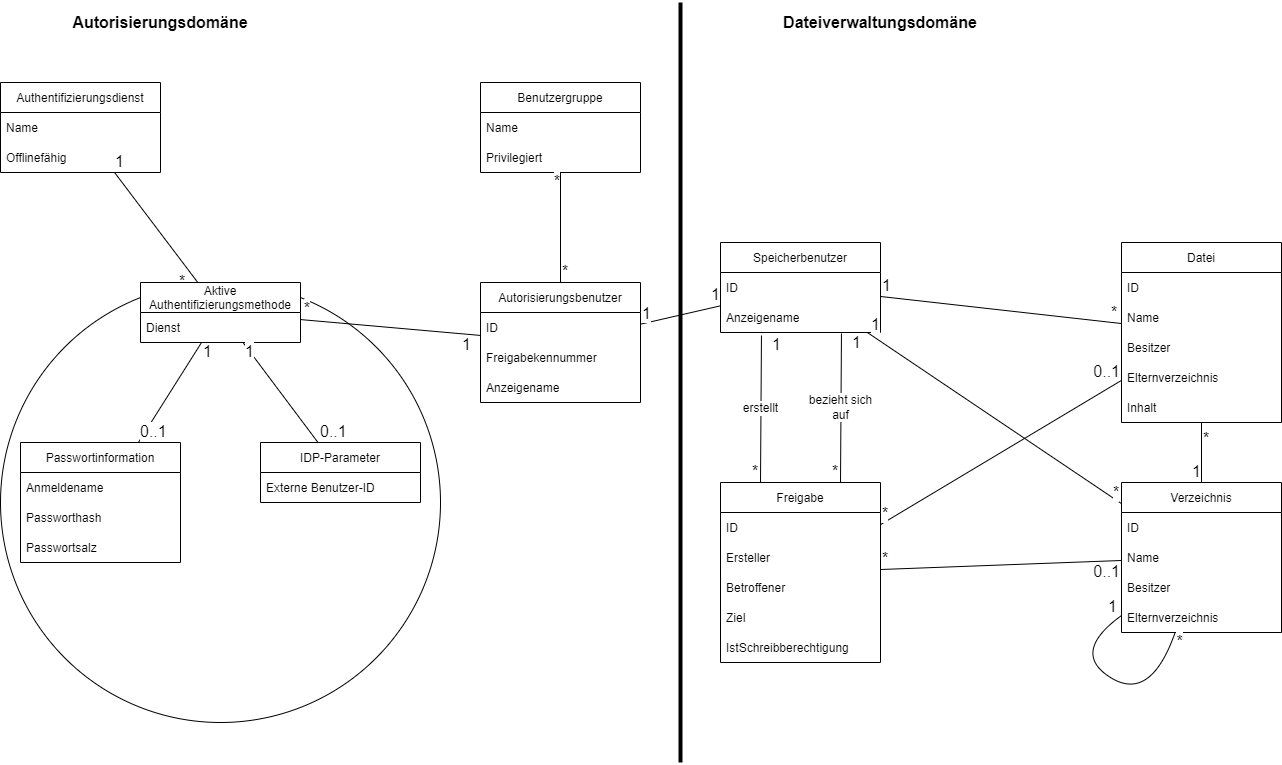 Autorisierungsdomäne
Dateiverwaltungsdomäne
Authentifizierungsdienst
Name
Offlinefähig
1
*
Benutzergruppe
Name
Privilegiert
*
*
Aktive
Authentifizierungsmethode
Dienst
*
1
1
1
Autorisierungsbenutzer
ID
Freigabekennummer
Anzeigename
1
1
0..1
0..1
Passwortinformation
Anmeldename
Passworthash
Passwortsalz
IDP-Parameter
Externe Benutzer-ID
Speicherbenutzer
ID
Anzeigename
1
1
1
1
*
Datei
ID
Name
Besitzer
Elternverzeichnis
Inhalt
0..1
*
1
erstellt
bezieht sich
auf
*
*
*
Freigabe
ID
Ersteller
Betroffener
Ziel
IstSchreibberechtigung
*
*
0..1
Verzeichnis
ID
Name
Besitzer
Elternverzeichnis
1
*